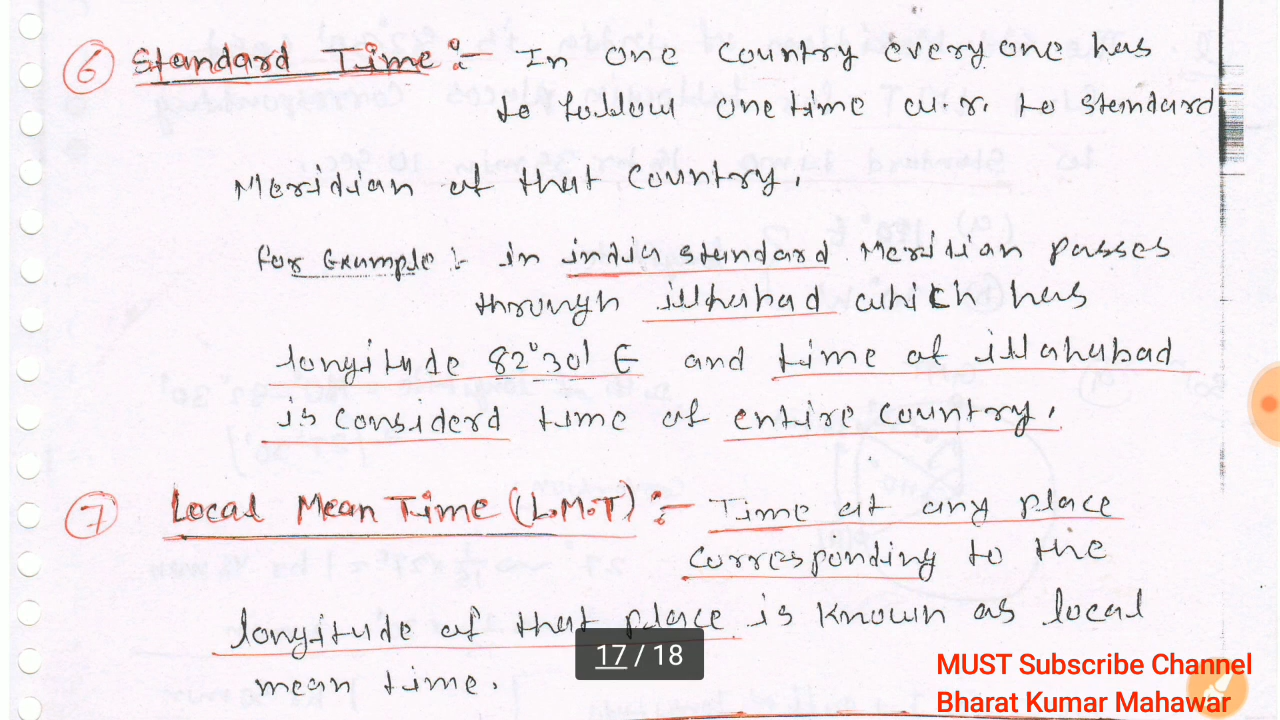 6 Standard Time :- In one country everyone has
to follow one time w.r. to standard
Meridian of that Country.
for Example :- in india standard Meridian passes
through illhabad which has
longitude 82°30' E and time of illahabad
is considerd time of entire country.
7 Local Mean Time (L.M.T) :- Time at any place
corresponding to the
longitude of that place is known as local
mean time.
17 / 18
MUST Subscribe Channel
Bharat Kumar Mahawar